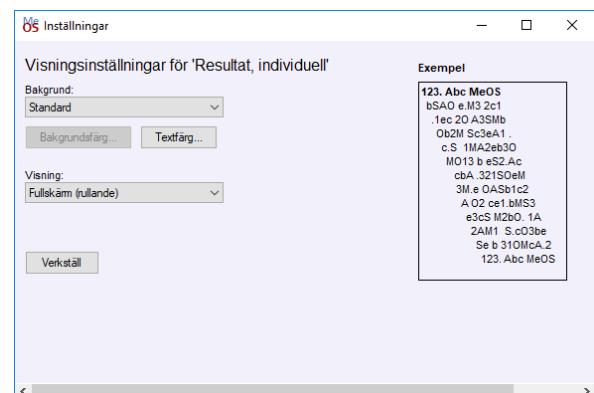 MeOS Inställningar
Visningsinställningar för 'Resultat, individuell'
Bakgrund:
Standard
Bakgrundsfärg...
Textfärg...
Visning:
Fullskärm (rullande)
Verkställ
Exempel
123. Abc MeOS
bSAO e.M3 2c1
.1ec 2O A3SMb
Ob2M Sc3eA1 .
c.S 1MA2eb3O
MO13 b eS2.Ac
cbA .321SOeM
3M.e OASb1c2
A O2 ce1.bMS3
e3cS M2bO. 1A
2AM1 S.cO3be
Se b 31OMcA.2
123. Abc MeOS